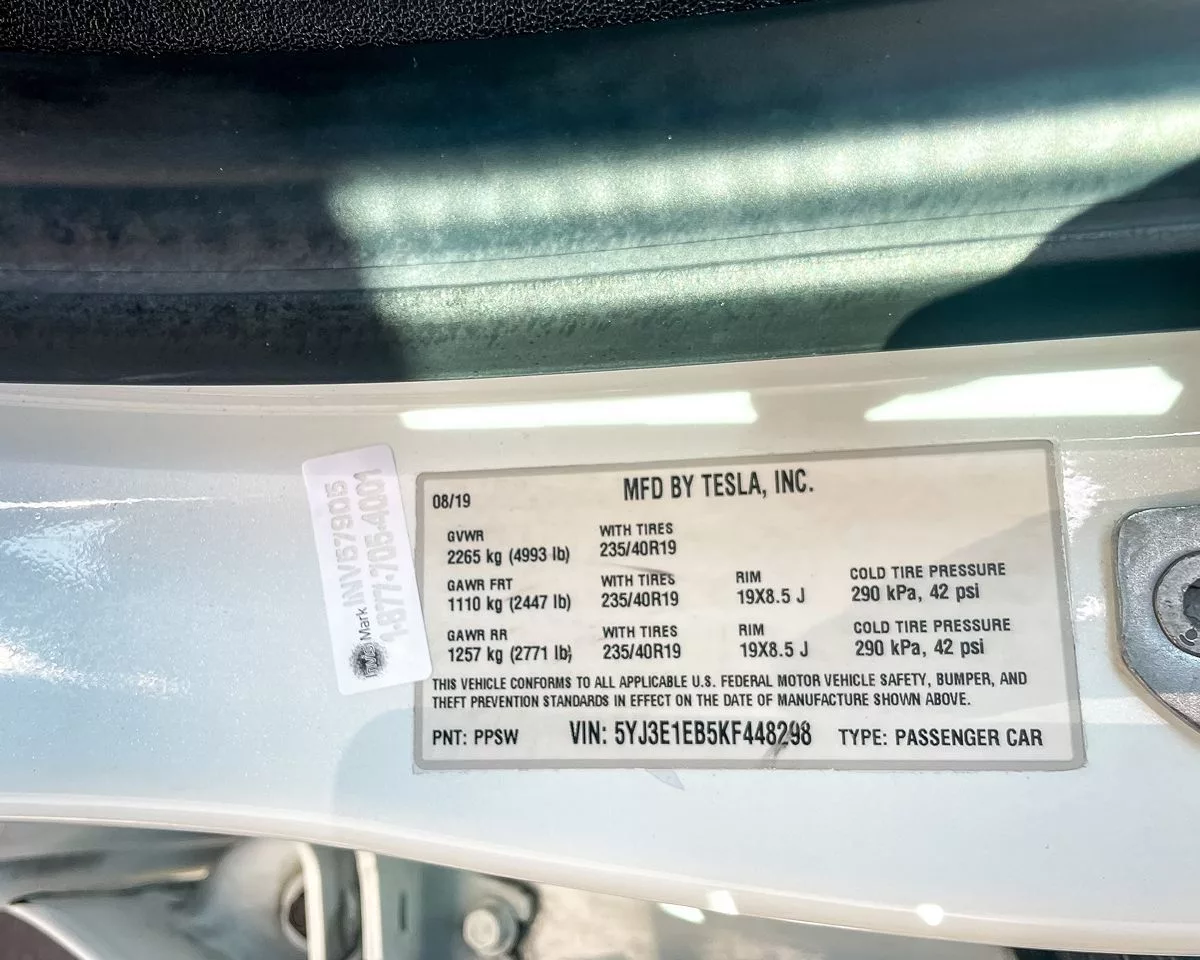 INV579015
1-877-705-4001
Mark
08/19
MFD BY TESLA, INC.
GVWR
2265 kg (4993 lb)
WITH TIRES
235/40R19
GAWR FRT
1110 kg (2447 lb)
WITH TIRES
235/40R19
RIM
19X8.5 J
COLD TIRE PRESSURE
290 kPa, 42 psi
GAWR RR
1257 kg (2771 lb)
WITH TIRES
235/40R19
RIM
19X8.5 J
COLD TIRE PRESSURE
290 kPa, 42 psi
THIS VEHICLE CONFORMS TO ALL APPLICABLE U.S. FEDERAL MOTOR VEHICLE SAFETY, BUMPER, AND
THEFT PREVENTION STANDARDS IN EFFECT ON THE DATE OF MANUFACTURE SHOWN ABOVE.
PNT: PPSW VIN: 5YJ3E1EB5KF448298 TYPE: PASSENGER CAR